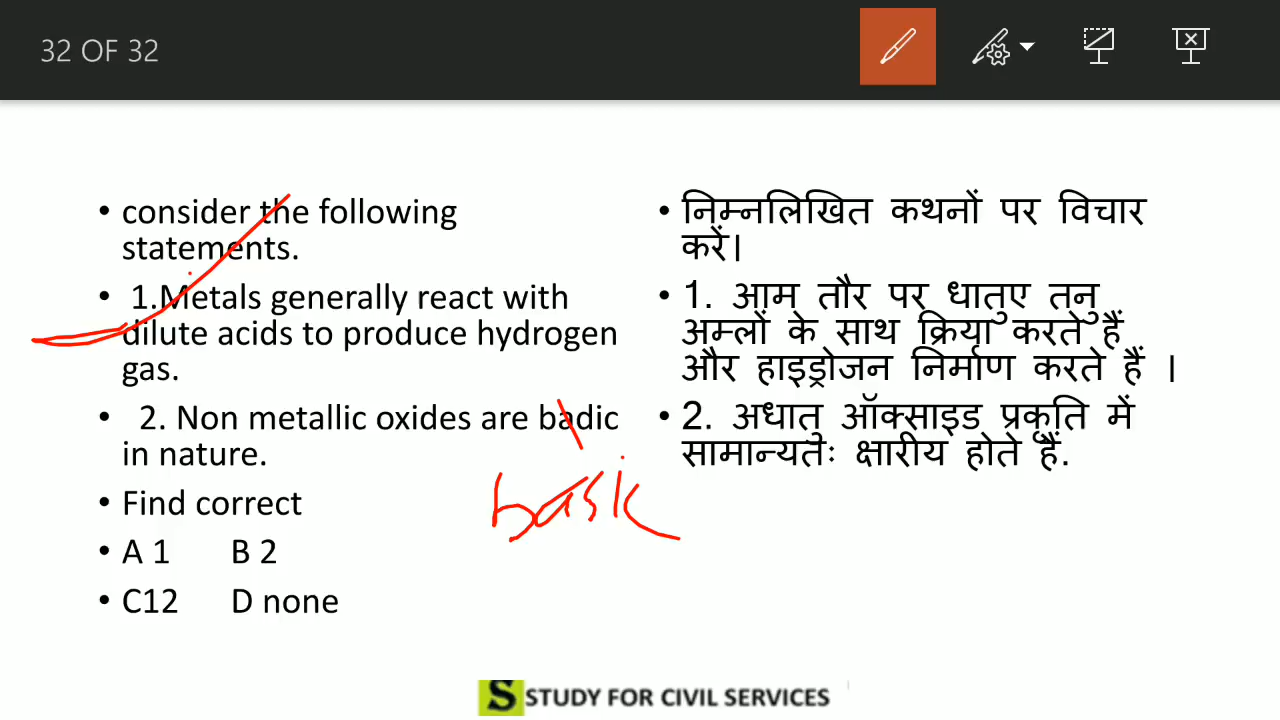 32 OF 32
• consider the following
statements.
• 1.Metals generally react with
dilute acids to produce hydrogen
gas.
• 2. Non metallic oxides are badic
in nature.
basic
• Find correct
• A 1 B 2
• C12 D none
• निम्नलिखित कथनों पर विचार
करें।
• 1. आम तौर पर धातुए तनु
अम्लों के साथ क्रिया करते हैं
और हाइड्रोजन निर्माण करते हैं ।
• 2. अधातु ऑक्साइड प्रकृति में
सामान्यतः क्षारीय होते हैं.
S STUDY FOR CIVIL SERVICES